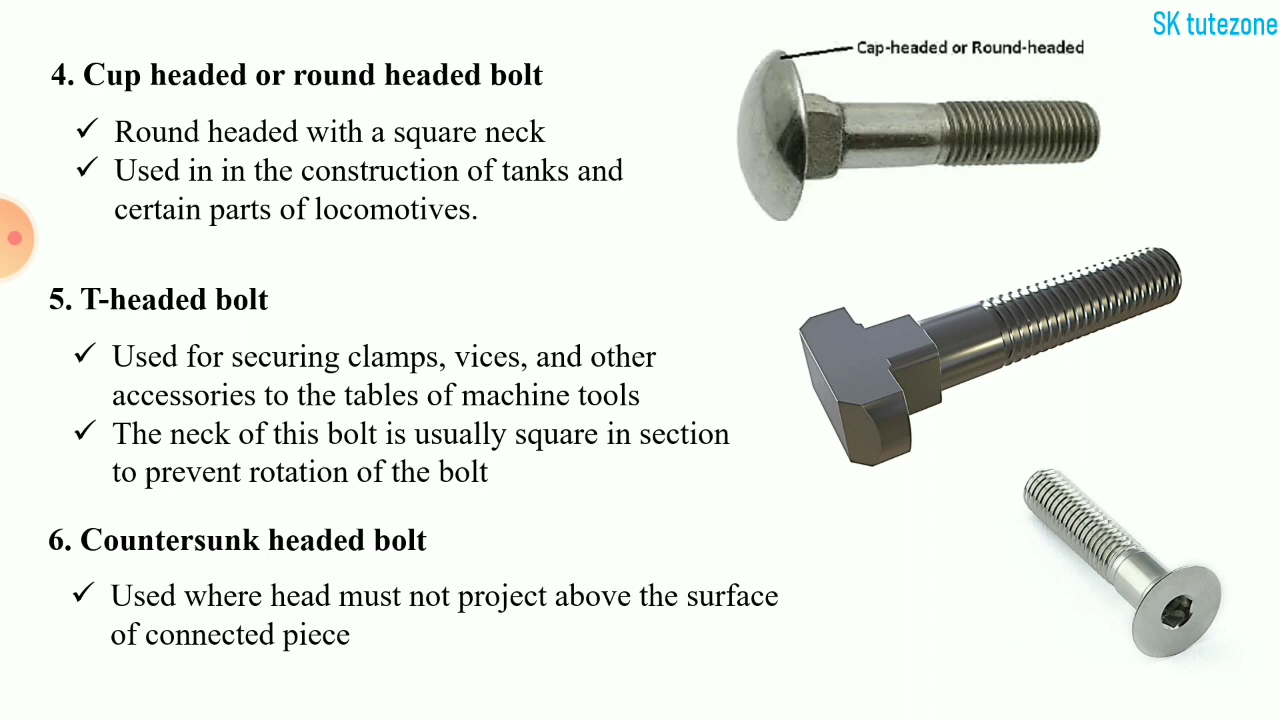 SK tutezone
4. Cup headed or round headed bolt
Cap-headed or Round-headed
✓ Round headed with a square neck
✓ Used in in the construction of tanks and
certain parts of locomotives.
5. T-headed bolt
✓ Used for securing clamps, vices, and other
accessories to the tables of machine tools
✓ The neck of this bolt is usually square in section
to prevent rotation of the bolt
6. Countersunk headed bolt
✓ Used where head must not project above the surface
of connected piece